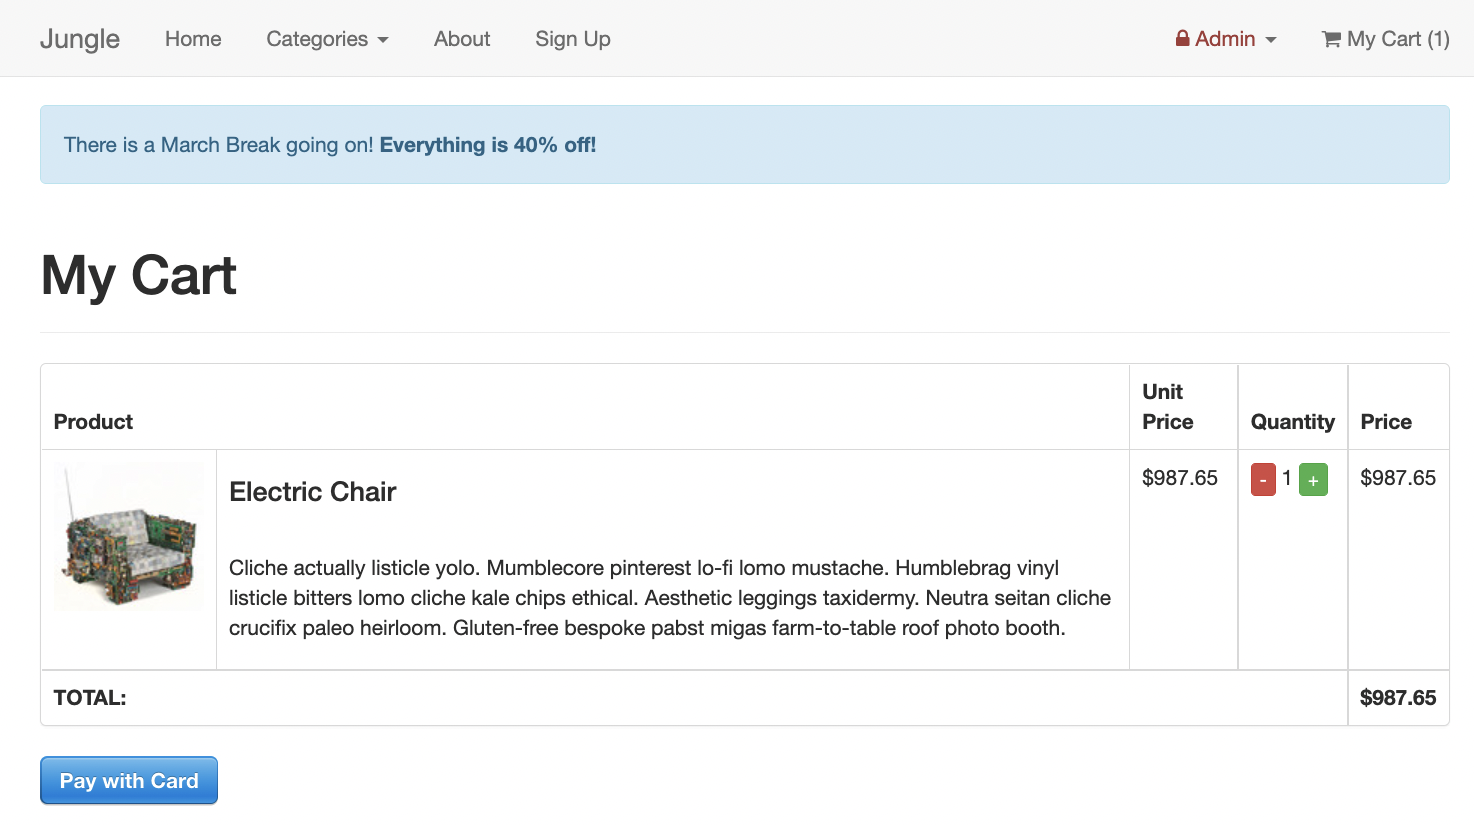 Jungle Home Categories About Sign Up Admin My Cart (1)
There is a March Break going on! Everything is 40% off!
My Cart
Product Unit Price Quantity Price
Electric Chair $987.65 - 1 + $987.65
Cliche actually listicle yolo. Mumblecore pinterest lo-fi lomo mustache. Humblebrag vinyl
listicle bitters lomo cliche kale chips ethical. Aesthetic leggings taxidermy. Neutra seitan cliche
crucifix paleo heirloom. Gluten-free bespoke pabst migas farm-to-table roof photo booth.
TOTAL: $987.65
Pay with Card